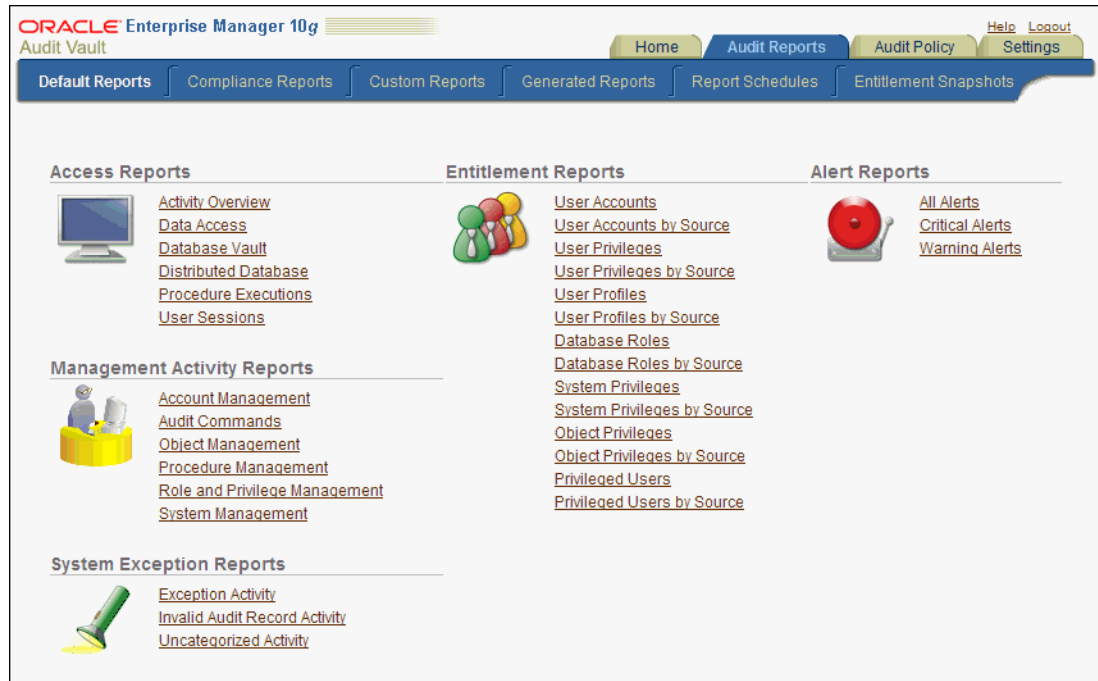 ORACLE Enterprise Manager 10g
Audit Vault
Help Logout
Home Audit Reports Audit Policy Settings
Default Reports Compliance Reports Custom Reports Generated Reports Report Schedules Entitlement Snapshots
Access Reports
Activity Overview
Data Access
Database Vault
Distributed Database
Procedure Executions
User Sessions
Management Activity Reports
Account Management
Audit Commands
Object Management
Procedure Management
Role and Privilege Management
System Management
System Exception Reports
Exception Activity
Invalid Audit Record Activity
Uncategorized Activity
Entitlement Reports
User Accounts
User Accounts by Source
User Privileges
User Privileges by Source
User Profiles
User Profiles by Source
Database Roles
Database Roles by Source
System Privileges
System Privileges by Source
Object Privileges
Object Privileges by Source
Privileged Users
Privileged Users by Source
Alert Reports
All Alerts
Critical Alerts
Warning Alerts